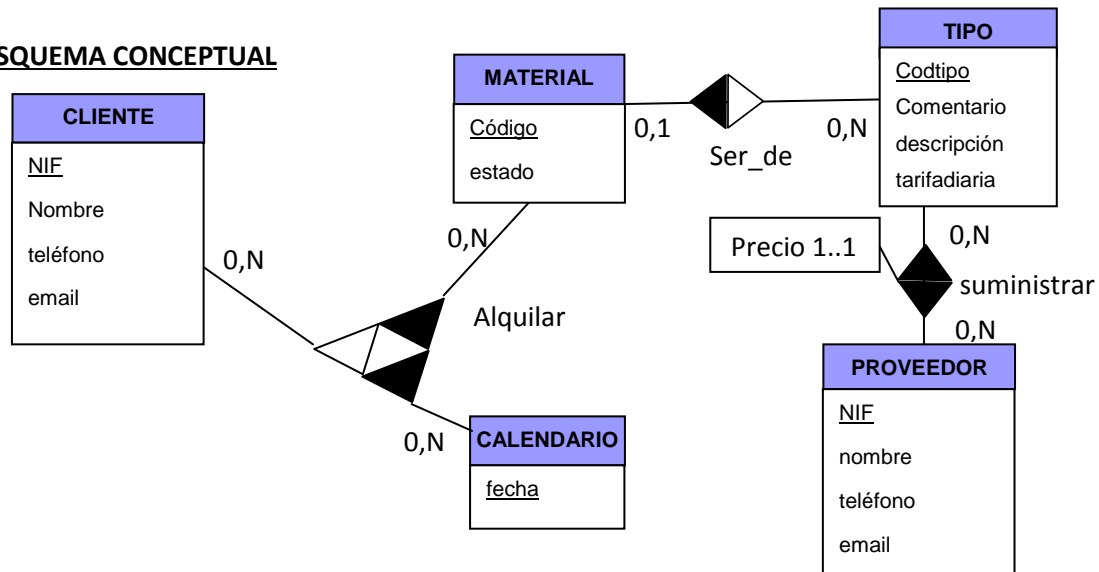 SQUEMA CONCEPTUAL
CLIENTE
NIF
Nombre
teléfono
email
0,N
MATERIAL
Código
estado
0,1
0,N
Ser_de
0,N
TIPO
Codtipo
Comentario
descripción
tarifadiaria
0,N
Precio 1..1
suministrar
0,N
Alquilar
0,N
CALENDARIO
fecha
PROVEEDOR
NIF
nombre
teléfono
email